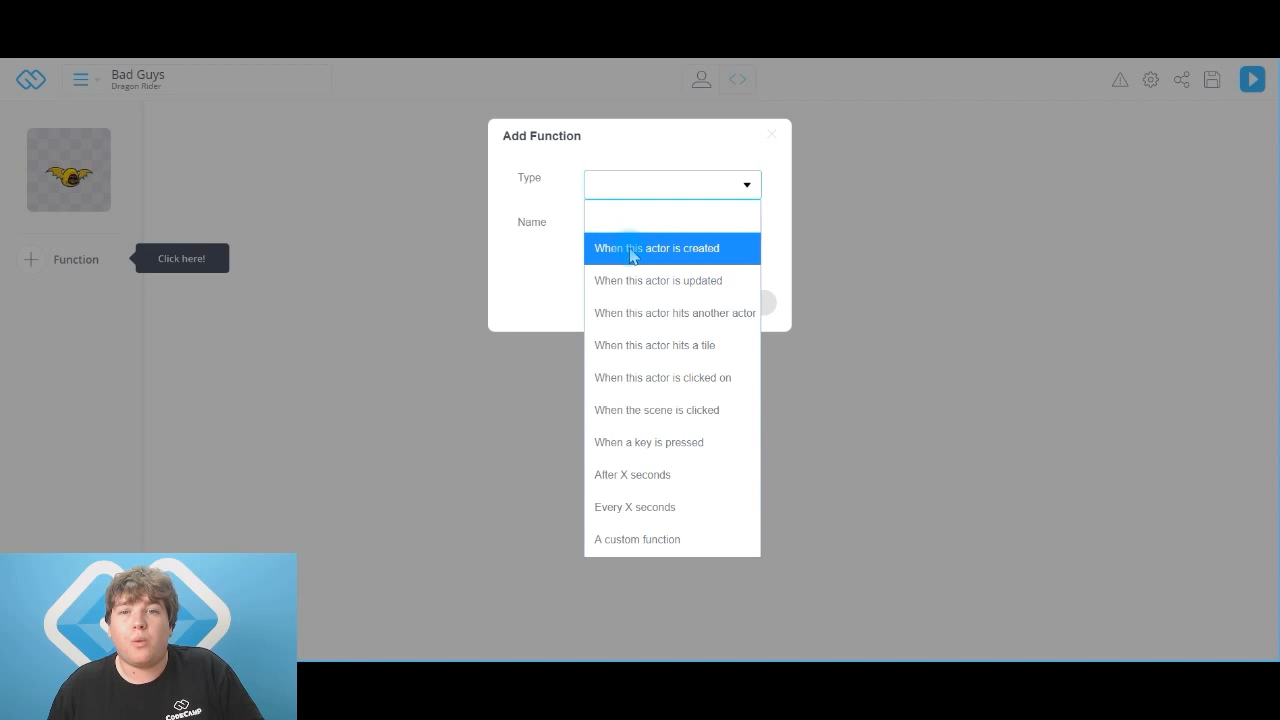 Bad Guys
Dragon Rider
Add Function
Type
Name
When this actor is created
When this actor is updated
When this actor hits another actor
When this actor hits a tile
When this actor is clicked on
When the scene is clicked
When a key is pressed
After X seconds
Every X seconds
A custom function
Function
Click here!
CODECAMP